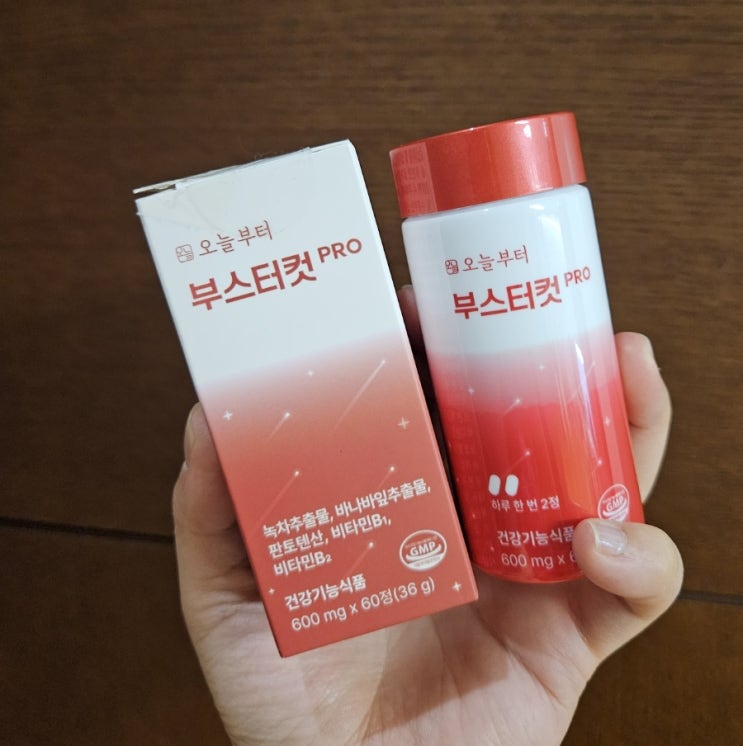 오늘부터
부스터컷 PRO
녹차추출물, 바나바잎추출물,
판토텐산, 비타민B₁,
비타민B₂
건강기능식품
600 mg x 60정(36 g)
GMP
오늘부터
부스터컷 PRO
하루 한 번 2정
건강기능식품
600 mg x
GMP